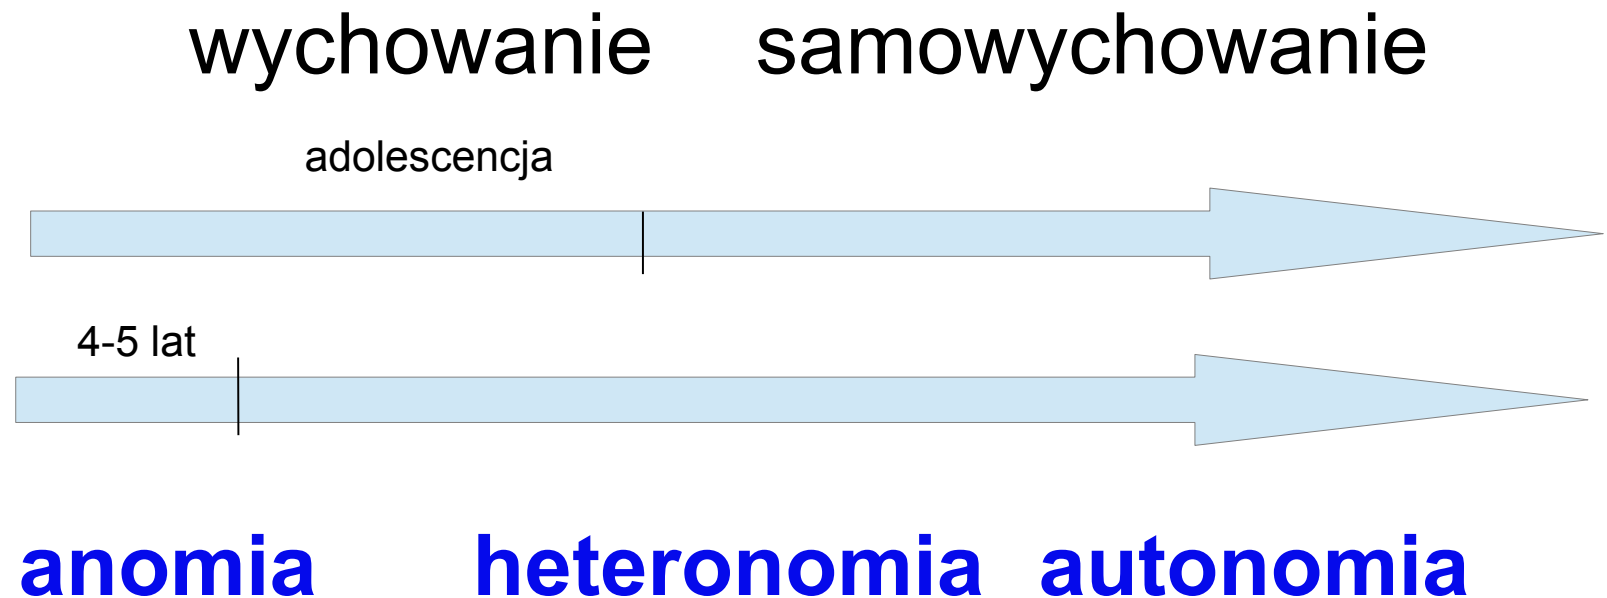 wychowanie samowychowanie
adolescencja
4-5 lat
anomia heteronomia autonomia